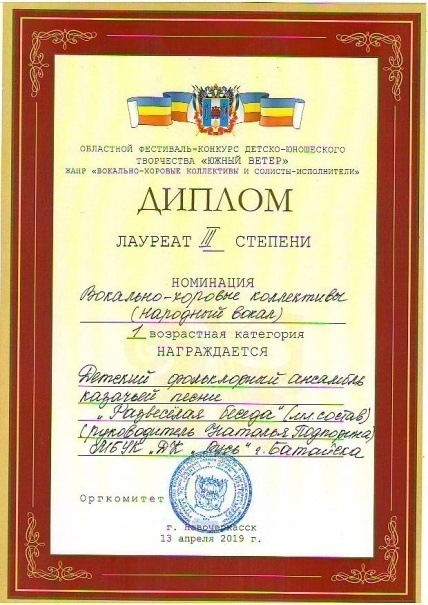 ОБЛАСТНОЙ ФЕСТИВАЛЬ-КОНКУРС ДЕТСКО-ЮНОШЕСКОГО
ТВОРЧЕСТВА «ЮЖНЫЙ ВЕТЕР»
ЖАНР «ВОКАЛЬНО-ХОРОВЫЕ КОЛЛЕКТИВЫ И СОЛИСТЫ-ИСПОЛНИТЕЛИ»
ДИПЛОМ
ЛАУРЕАТ III СТЕПЕНИ
НОМИНАЦИЯ
Вокально-хоровые коллективы
(народный вокал)
1 возрастная категория
НАГРАЖДАЕТСЯ
Детский фольклорный ансамбль
казачьей песни
"Развесёлая беседа" (мл. состав)
(руководитель Наталья)
МБУК "ДК "Русь" г. Батайска
Оргкомитет
г. Новочеркасск
13 апреля 2019 г.